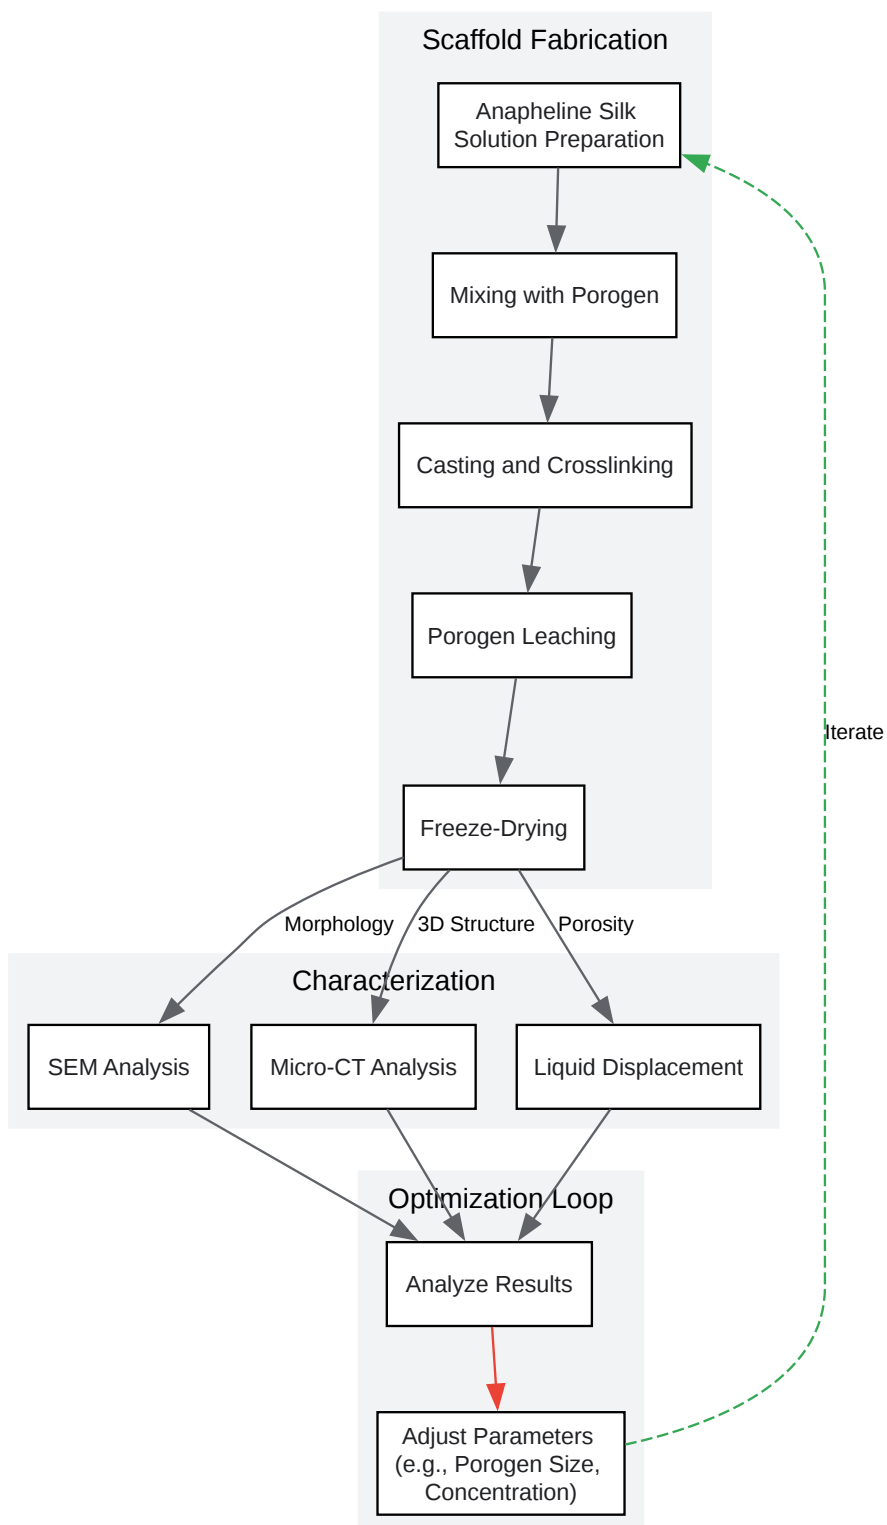 Scaffold Fabrication
Anapheline Silk
Solution Preparation
Mixing with Porogen
Casting and Crosslinking
Porogen Leaching
Iterate
Freeze-Drying
Morphology
3D Structure
Porosity
Characterization
SEM Analysis
Micro-CT Analysis
Liquid Displacement
Optimization Loop
Analyze Results
Adjust Parameters
(e.g., Porogen Size,
Concentration)